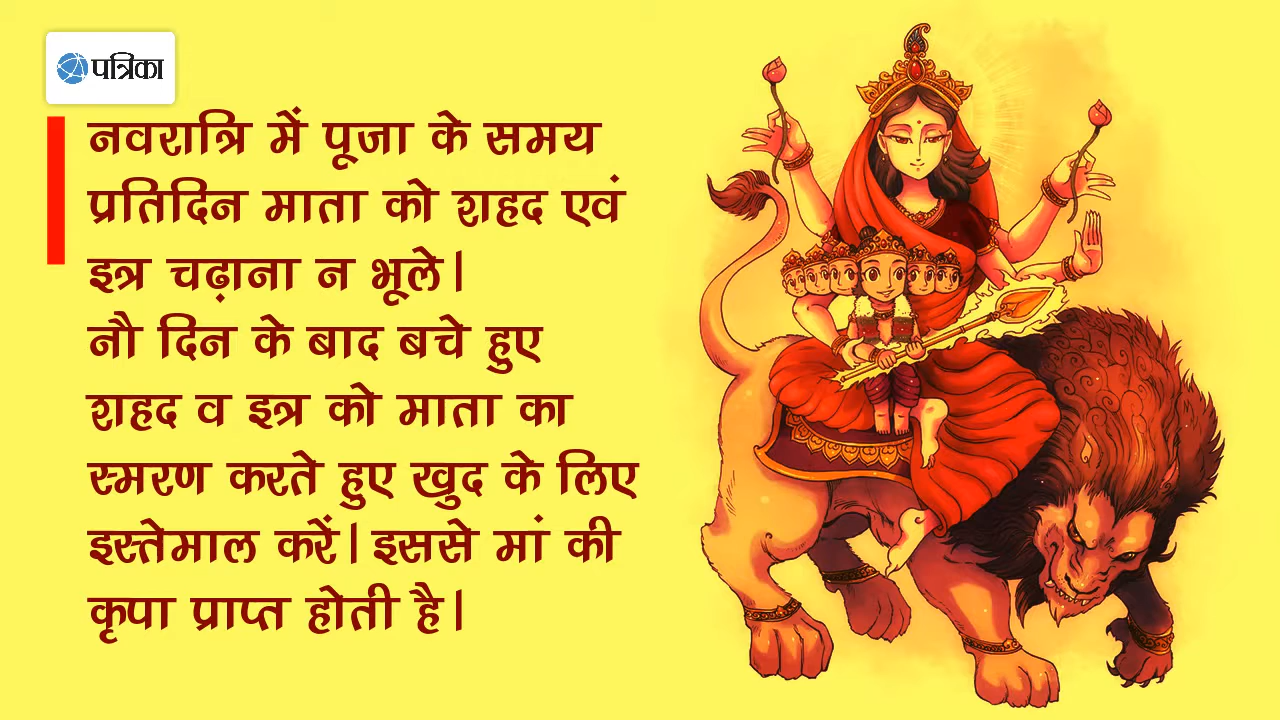 पत्रिका
नवरात्रि में पूजा के समय
प्रतिदिन माता को शहद एवं
इत्र चढ़ाना न भूले।
नौ दिन के बाद बचे हुए
शहद व इत्र को माता का
स्मरण करते हुए खुद के लिए
इस्तेमाल करें। इससे मां की
कृपा प्राप्त होती है।